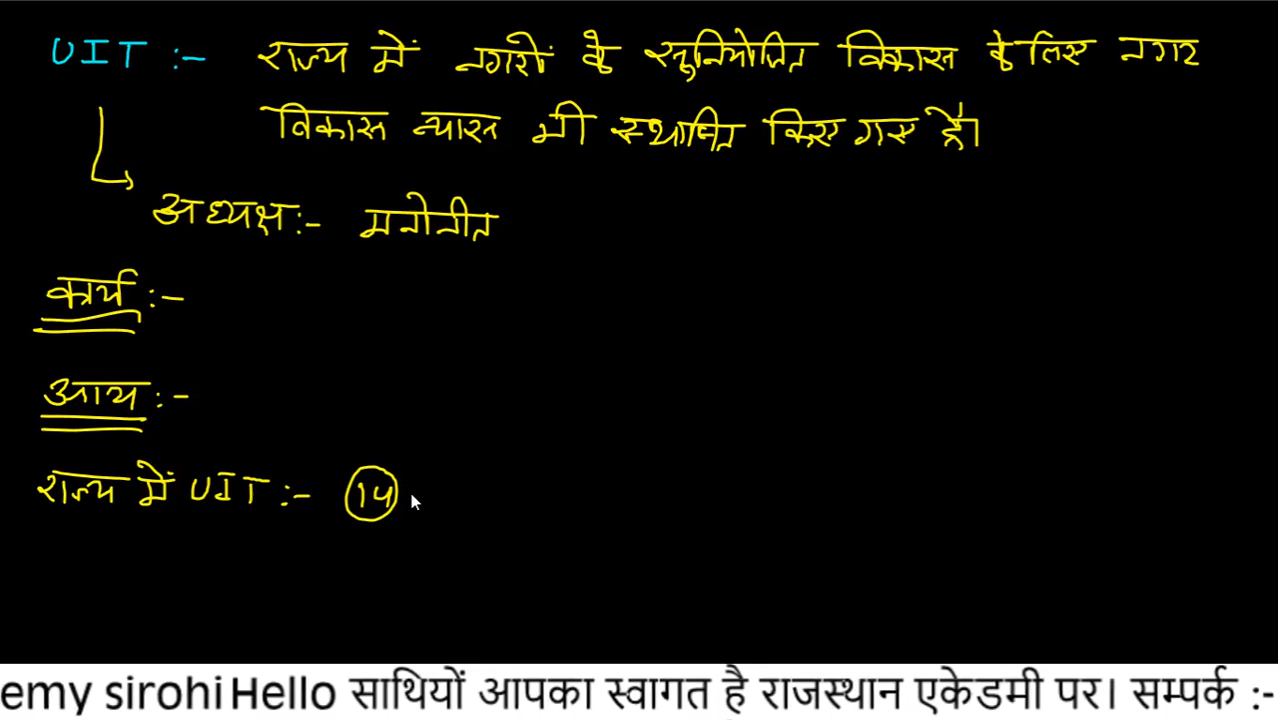 UIT :- राज्य में नगरों के सुनियोजित विकास के लिए नगर
विकास न्यास भी स्थापित किए गए है।
अध्यक्ष:- मनोनीत
कार्य :-
आय :-
राज्य में UIT :- 14
emy sirohi Hello साथियों आपका स्वागत है राजस्थान एकेडमी पर। सम्पर्क :-